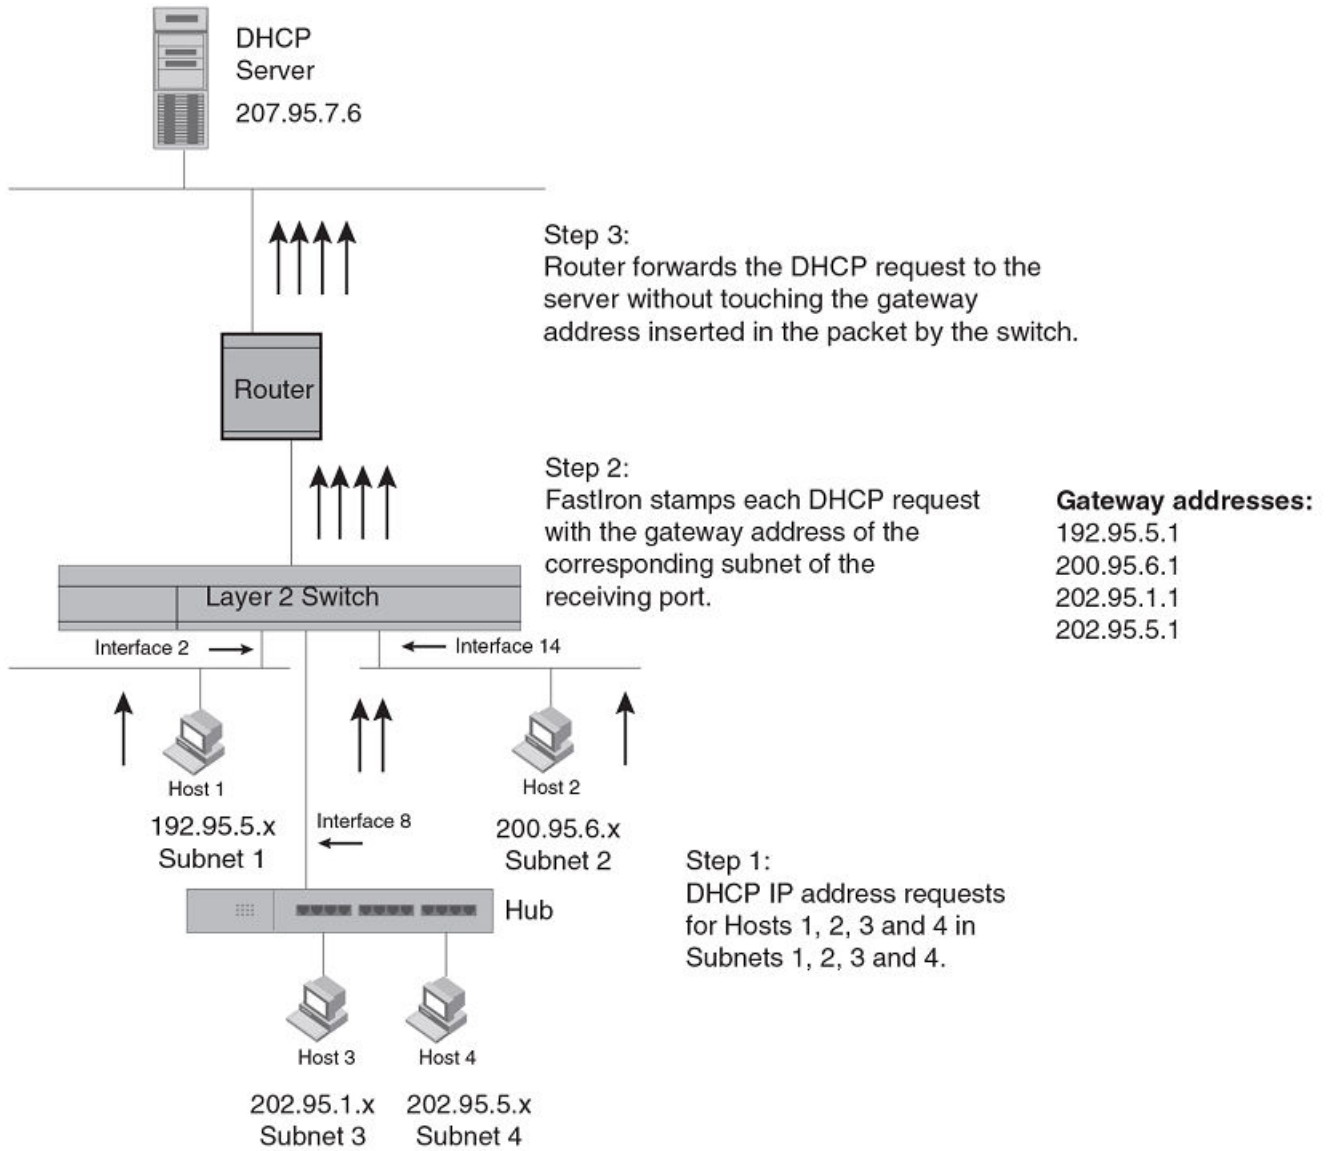 DHCP
Server
207.95.7.6
Step 3:
Router forwards the DHCP request to the
server without touching the gateway
address inserted in the packet by the switch.
Router
Step 2:
FastIron stamps each DHCP request
with the gateway address of the
corresponding subnet of the
receiving port.
Gateway addresses:
192.95.5.1
200.95.6.1
202.95.1.1
202.95.5.1
Layer 2 Switch
Interface 2
Interface 14
Host 1
192.95.5.x
Subnet 1
Interface 8
Host 2
200.95.6.x
Subnet 2
Step 1:
DHCP IP address requests
for Hosts 1, 2, 3 and 4 in
Subnets 1, 2, 3 and 4.
Hub
Host 3
202.95.1.x
Subnet 3
Host 4
202.95.5.x
Subnet 4